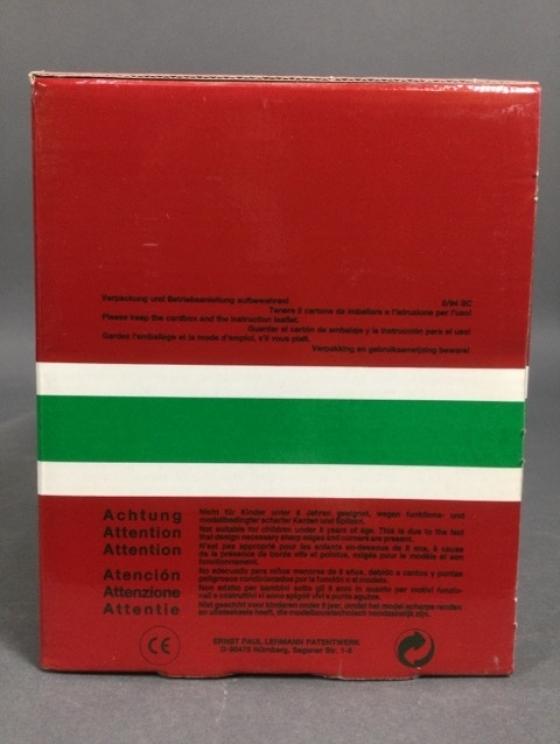 Verpackung und Betriebsanleitung aufbewahren! 5/94 SC
Tenere il cartone da imballare e l'istruzione per l'uso!
Please keep the cardbox and the instruction leaflet.
Guardar el cartón de embalaje y la instrucción para el uso!
Gardez l'emballage et la mode d'emploi, s'il vous plaît.
Verpakking en gebruiksaanwijzing bewaren!
Achtung
Attention
Attention
Atención
Attenzione
Attentie
Nicht für Kinder unter 8 Jahren geeignet, wegen funktions- und
modellbedingter scharfer Kanten und Spitzen.
Not suitable for children under 8 years of age. This is due to the fact
that design necessary sharp edges and corners are present.
N'est pas approprié pour les enfants au-dessous de 8 ans, à cause
de la présence de bords vifs et pointus, exigés pour le modèle et son
fonctionnement.
No adecuado para niños menores de 8 años, debido a cantos y puntas
peligrosos condicionados por la función o el modelo.
Non adatto per bambini sotto gli 8 anni in quanto per motivi funzio-
nali e costruttivi vi sono spigoli vivi e punte aguzze.
Niet geschikt voor kinderen onder 8 jaar, omdat het model scherpe randen
en uitsteeksels heeft, die modelbouwtechnisch noodzakelijk zijn.
CE
ERNST PAUL LEHMANN PATENTWERK
D-90475 Nürnberg, Saganer Str. 1-5